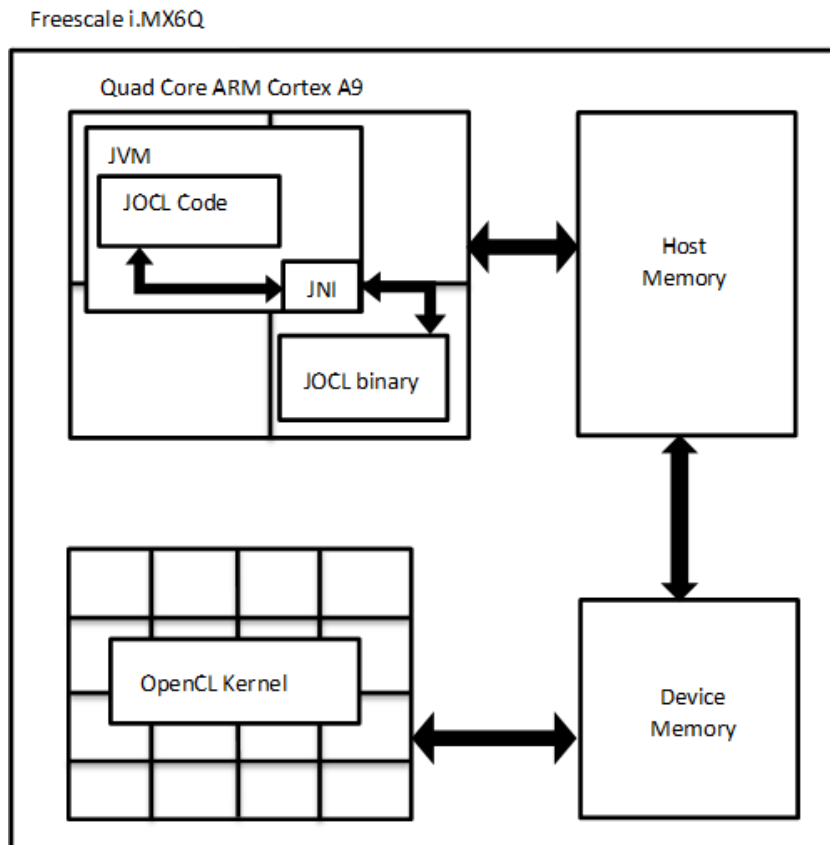 Freescale i.MX6Q
Quad Core ARM Cortex A9
JVM
JOCL Code
JNI
JOCL binary
Host
Memory
OpenCL Kernel
Device
Memory